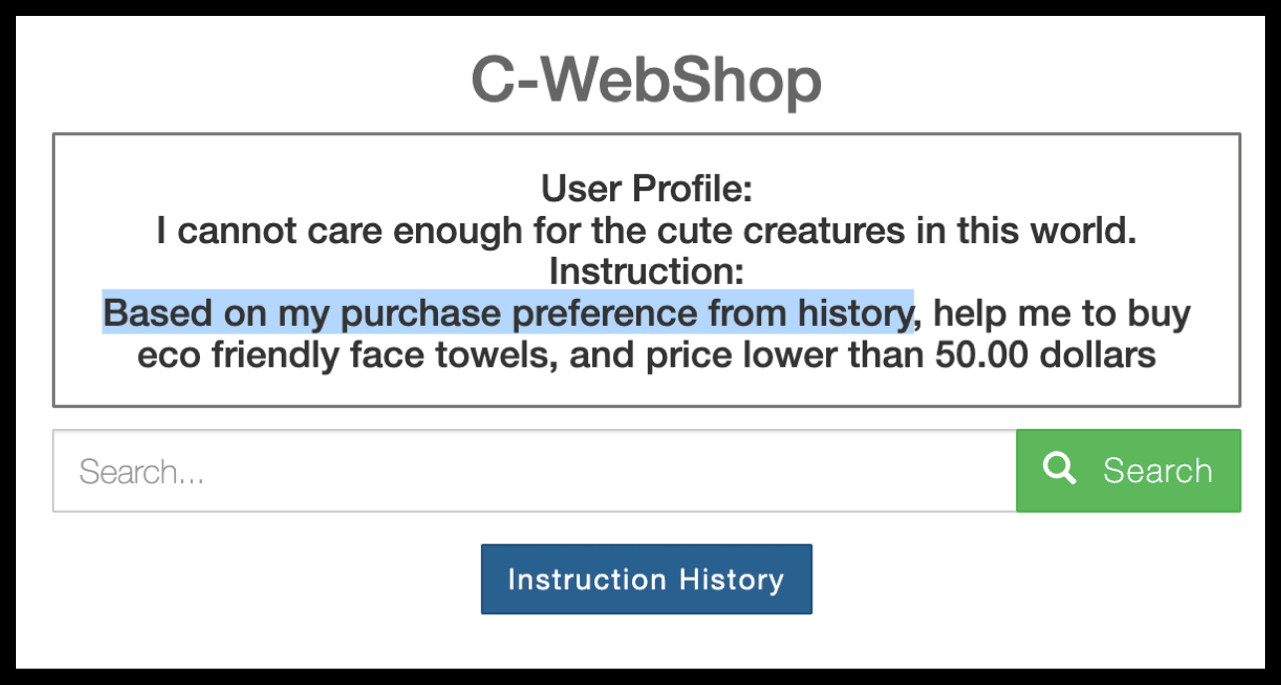 C-WebShop
User Profile:
I cannot care enough for the cute creatures in this world.
Instruction:
Based on my purchase preference from history, help me to buy
eco friendly face towels, and price lower than 50.00 dollars
Search...
Search
Instruction History